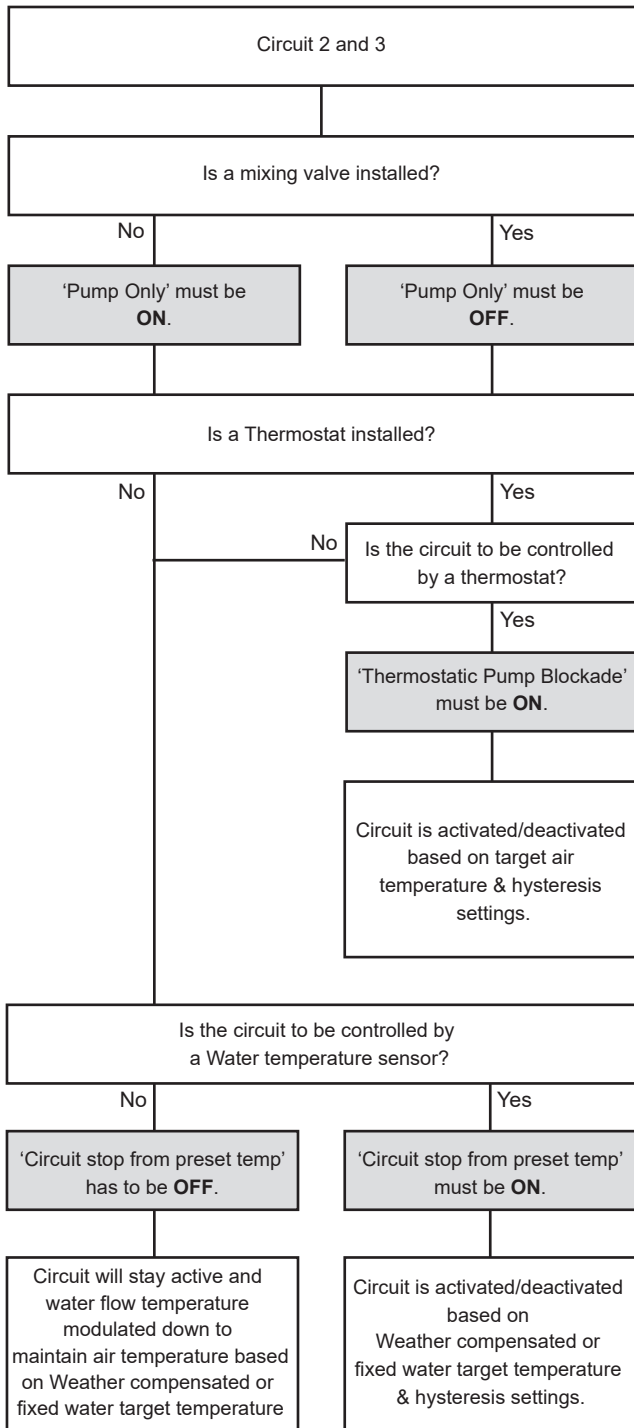 Circuit 2 and 3
Is a mixing valve installed?
No
Yes
‘Pump Only’ must be
ON.
‘Pump Only’ must be
OFF.
Is a Thermostat installed?
No
Yes
No
Is the circuit to be controlled
by a thermostat?
Yes
‘Thermostatic Pump Blockade’
must be ON.
Circuit is activated/deactivated
based on target air
temperature & hysteresis
settings.
Is the circuit to be controlled by
a Water temperature sensor?
No
Yes
‘Circuit stop from preset temp’
has to be OFF.
‘Circuit stop from preset temp’
must be ON.
Circuit will stay active and
water flow temperature
modulated down to
maintain air temperature based
on Weather compensated or
fixed water target temperature
Circuit is activated/deactivated
based on
Weather compensated or
fixed water target temperature
& hysteresis settings.